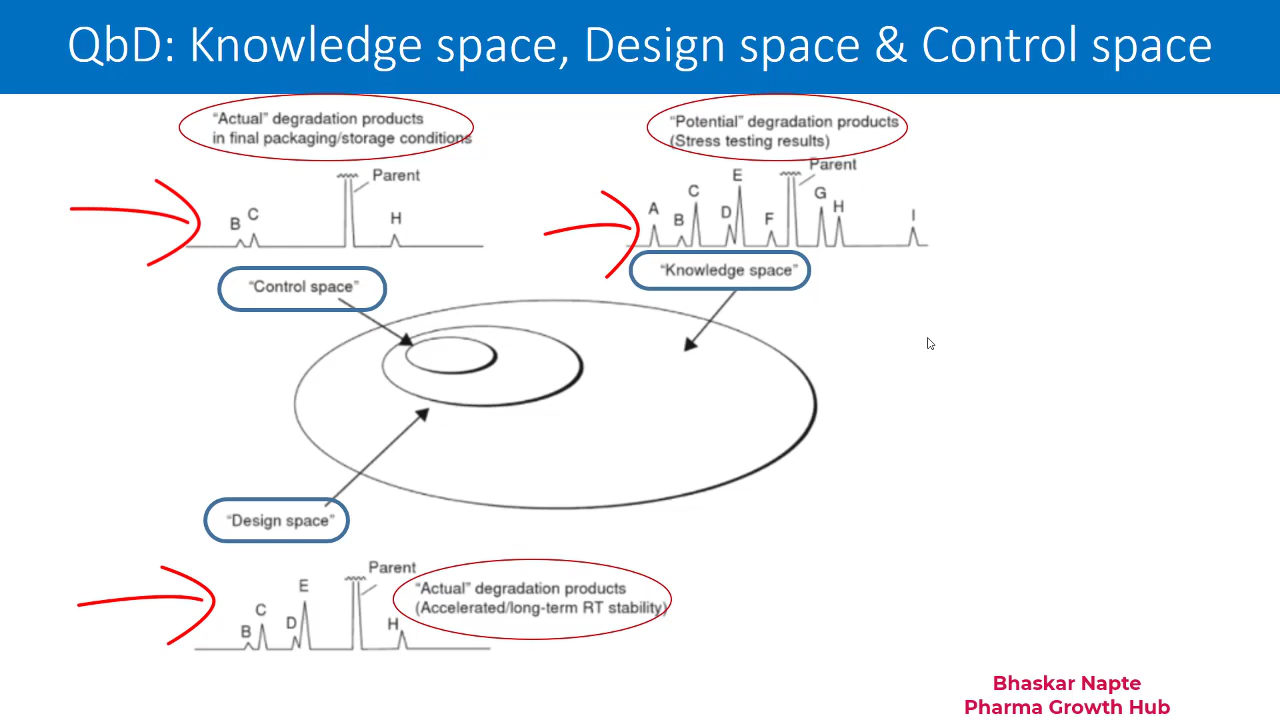 QbD: Knowledge space, Design space & Control space
"Actual" degradation products
in final packaging/storage conditions
Parent
B
C
H
"Control space"
"Potential" degradation products
(Stress testing results)
Parent
A
B
C
D
E
F
G
H
I
"Knowledge space"
"Design space"
Parent
B
C
D
E
H
"Actual" degradation products
(Accelerated/long-term RT stability)
Bhaskar Napte
Pharma Growth Hub